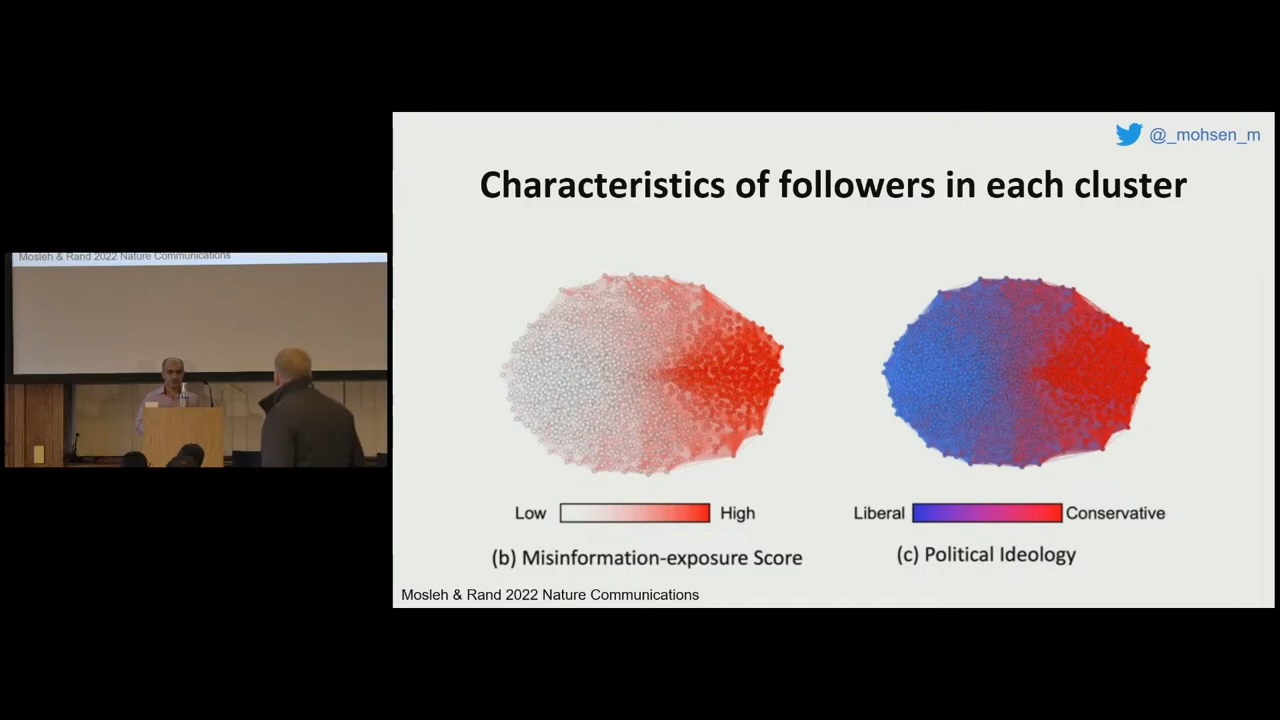 @_mohsen_m
Characteristics of followers in each cluster
Mosleh & Rand 2022 Nature Communications
Low High
Liberal Conservative
(b) Misinformation-exposure Score
(c) Political Ideology
Mosleh & Rand 2022 Nature Communications